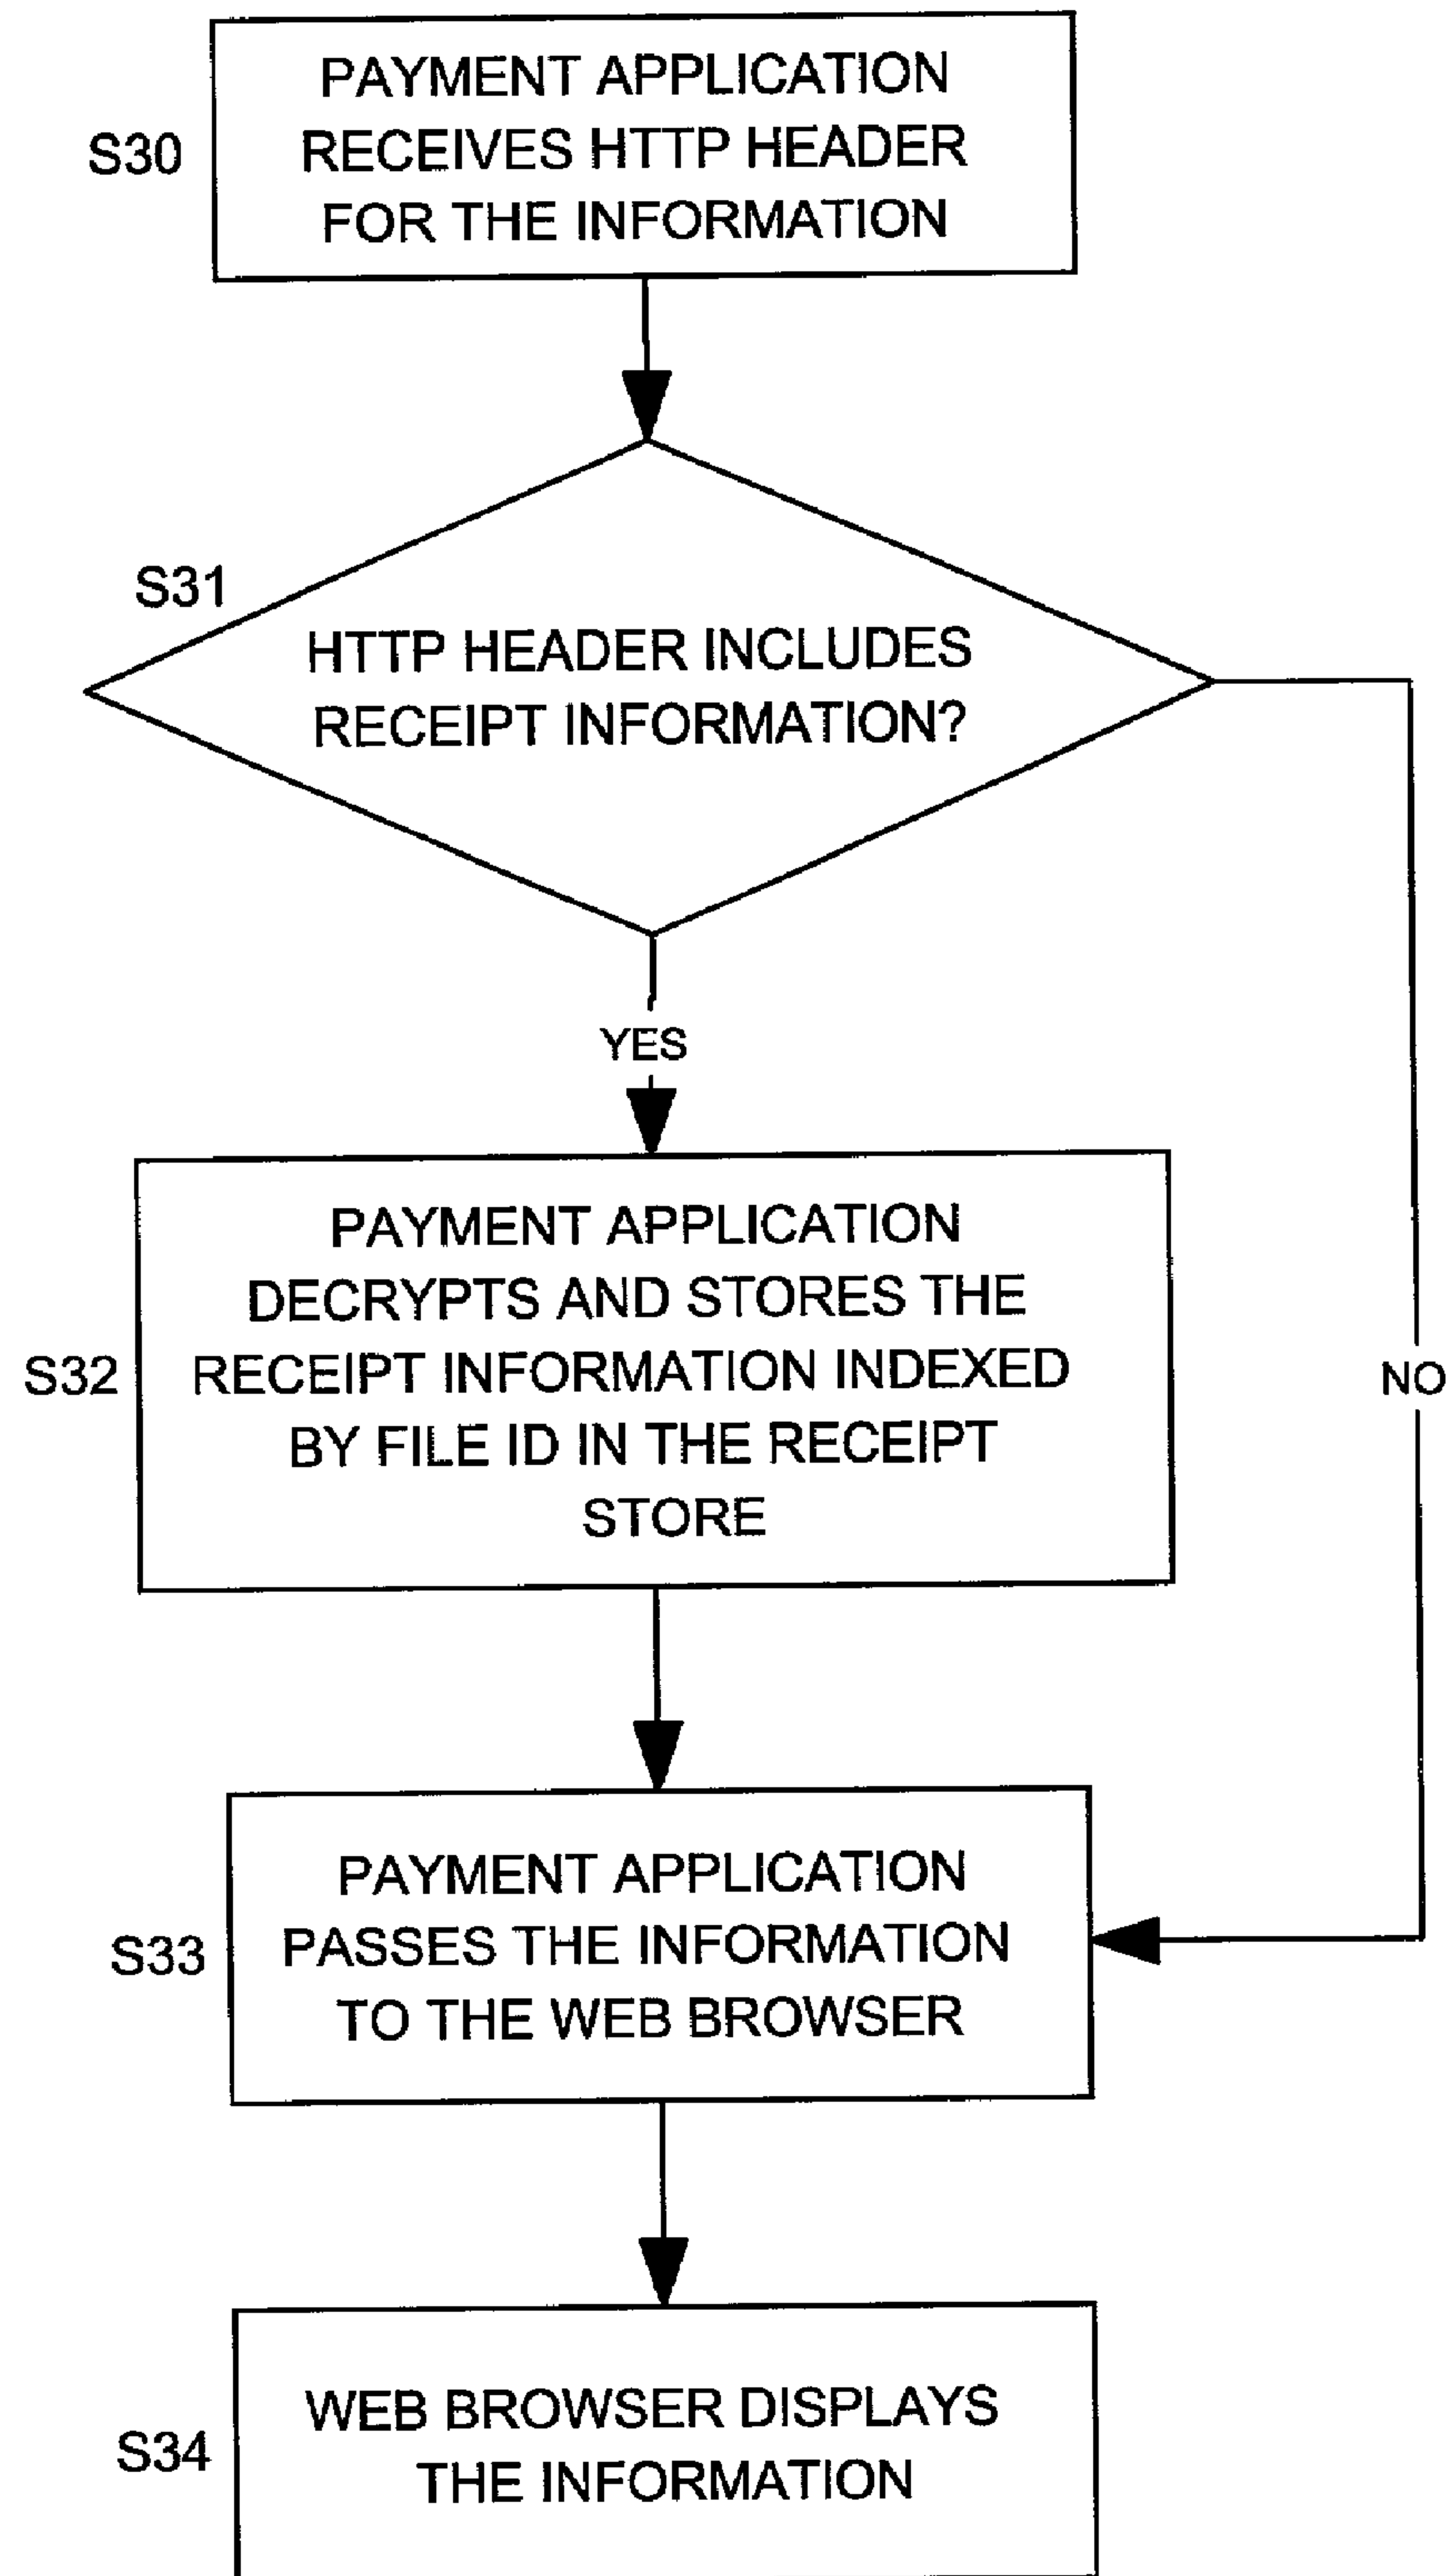 PAYMENT APPLICATION
RECEIVES HTTP HEADER
FOR THE INFORMATION
S30
S31
HTTP HEADER INCLUDES
RECEIPT INFORMATION?
YES
NO
PAYMENT APPLICATION
DECRYPTS AND STORES THE
RECEIPT INFORMATION INDEXED
BY FILE ID IN THE RECEIPT
STORE
S32
PAYMENT APPLICATION
PASSES THE INFORMATION
TO THE WEB BROWSER
S33
WEB BROWSER DISPLAYS
THE INFORMATION
S34